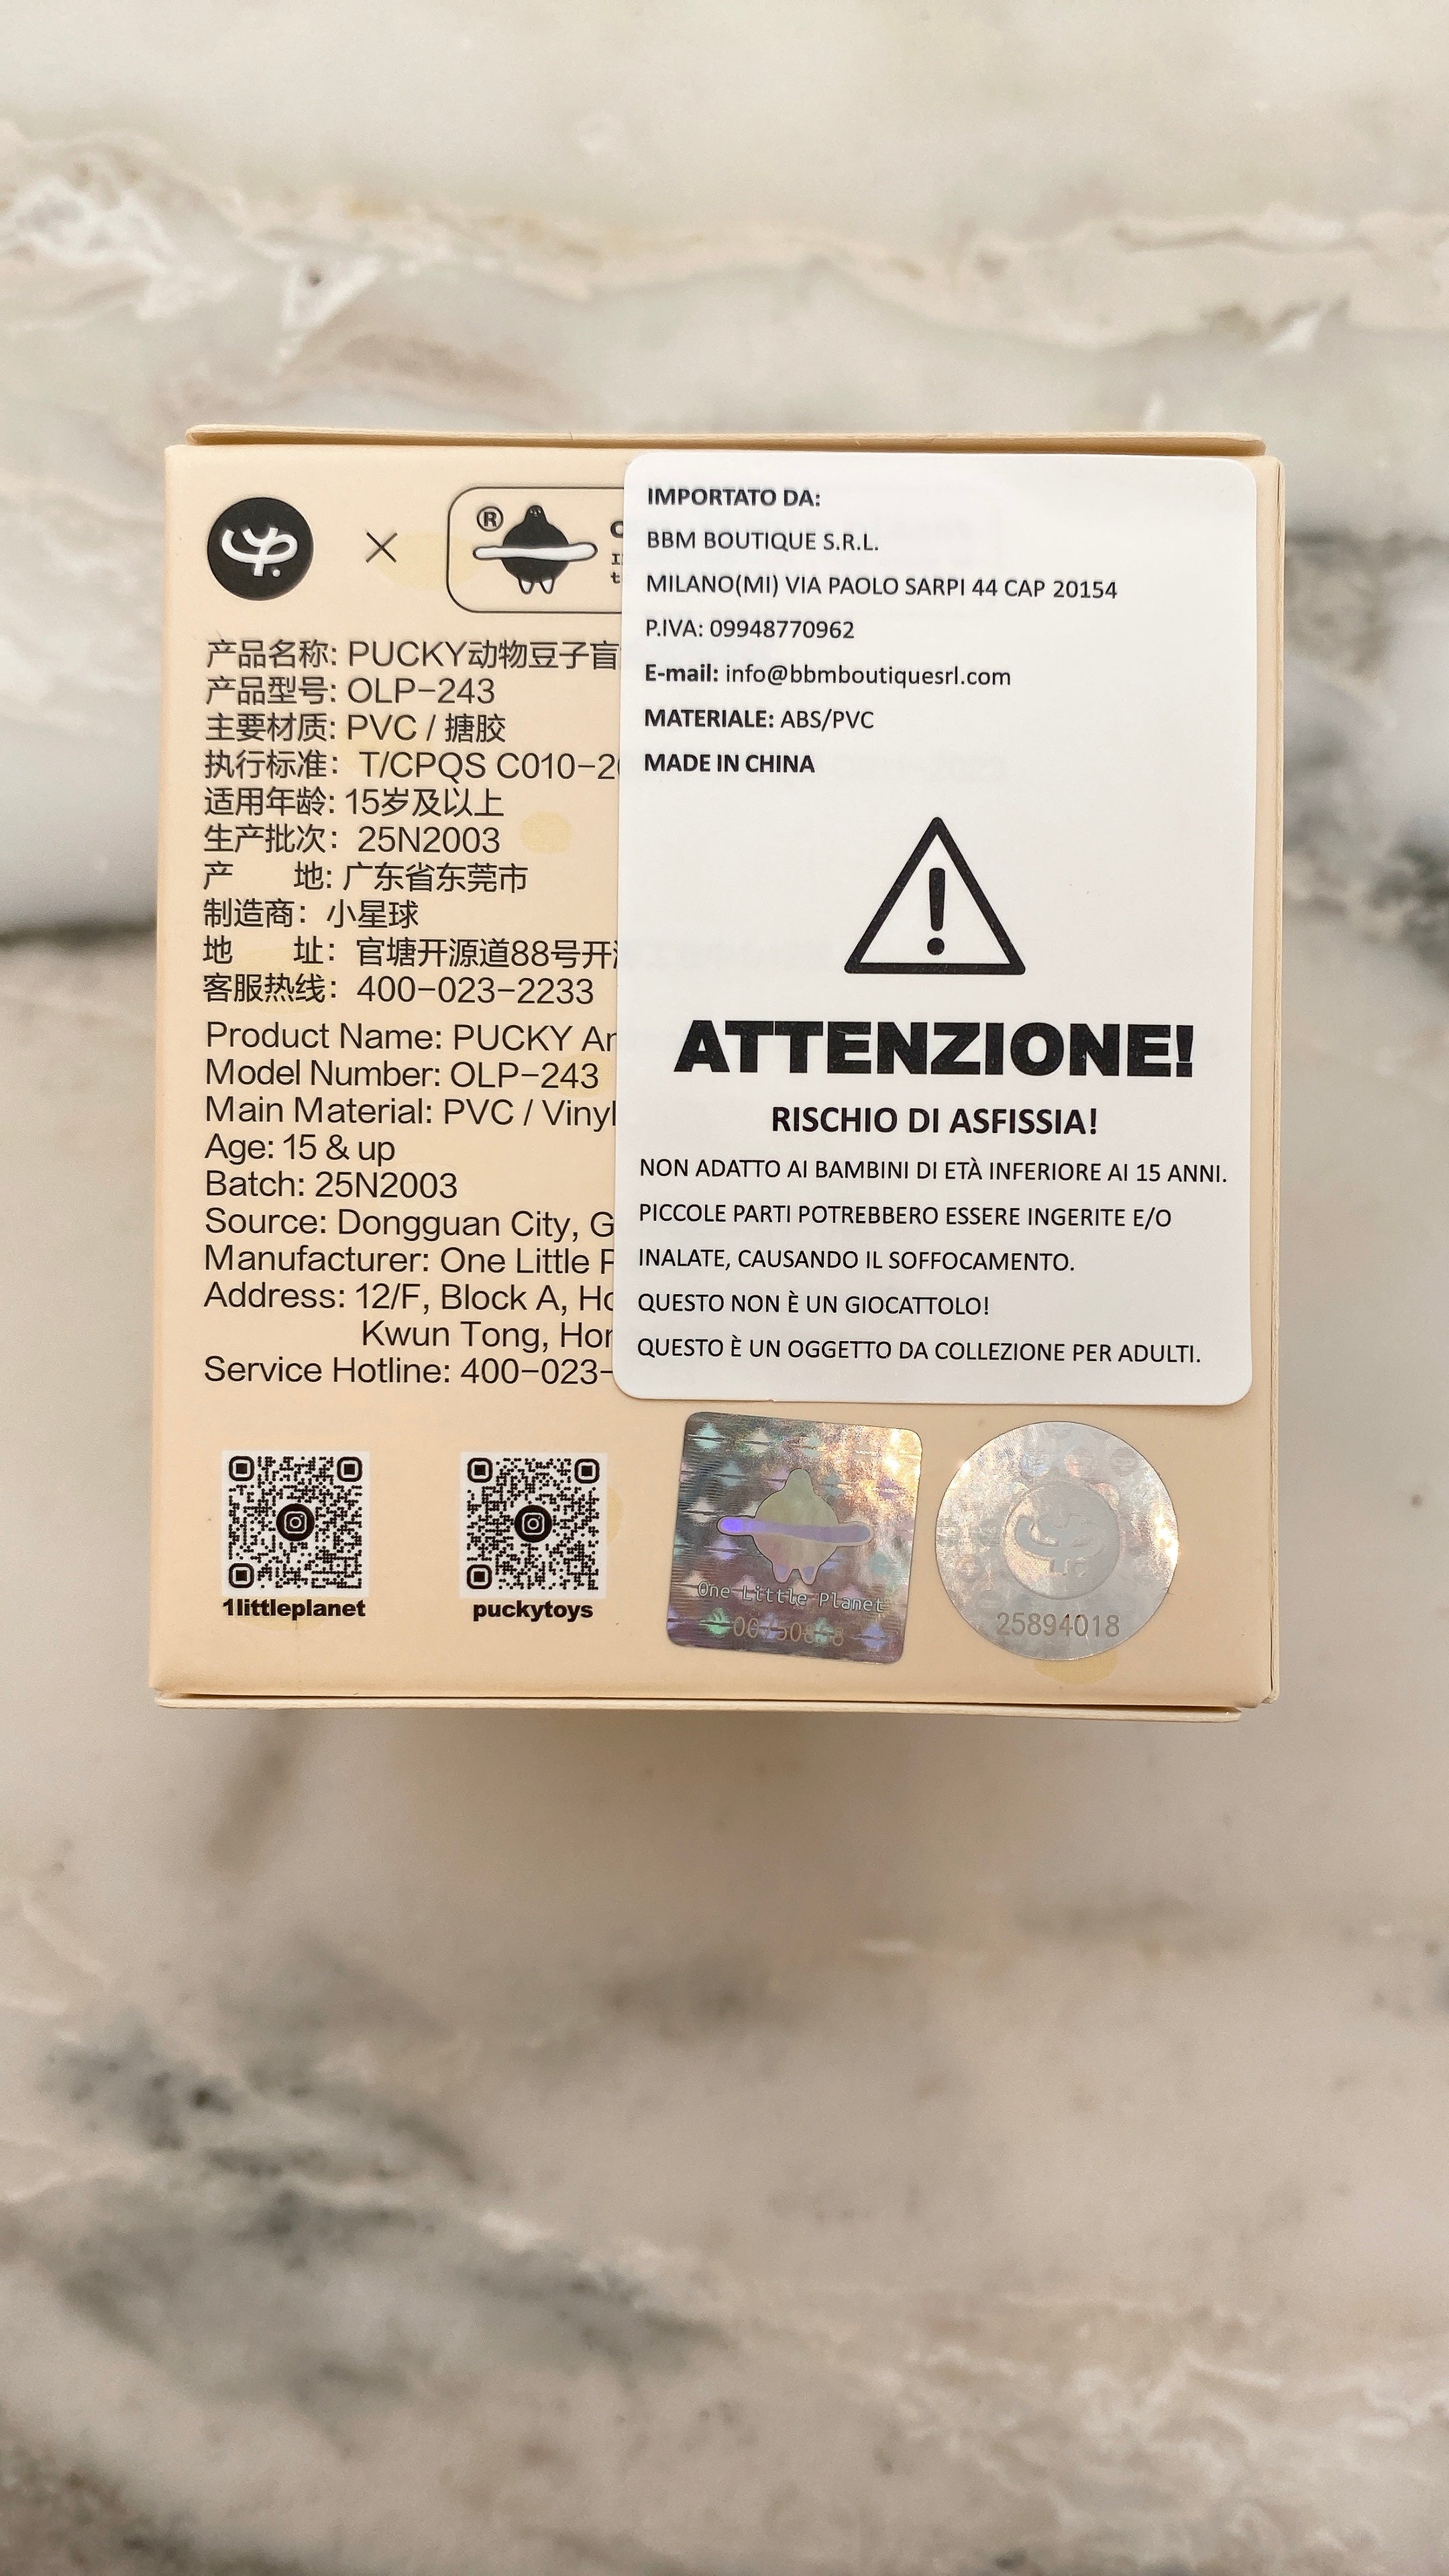 ×
®
产品名称: PUCKY动物豆子盲
产品型号: OLP-243
主要材质: PVC / 搪胶
执行标准: T/CPQS C010-2
适用年龄: 15岁及以上
生产批次: 25N2003
产 地: 广东省东莞市
制造商: 小星球
地 址: 官塘开源道88号开
客服热线: 400-023-2233
Product Name: PUCKY
Model Number: OLP-243
Main Material: PVC / Vinyl
Age: 15 & up
Batch: 25N2003
Source: Dongguan City, G
Manufacturer: One Little
Address: 12/F, Block A,
Kwun Tong,
Service Hotline: 400-023-
1littleplanet
puckytoys
IMPORTATO DA:
BBM BOUTIQUE S.R.L.
MILANO(MI) VIA PAOLO SARPI 44 CAP 20154
P.IVA: 09948770962
E-mail: info@bbmboutiquesrl.com
MATERIALE: ABS/PVC
MADE IN CHINA
ATTENZIONE!
RISCHIO DI ASFISSIA!
NON ADATTO AI BAMBINI DI ETÀ INFERIORE AI 15 ANNI.
PICCOLE PARTI POTREBBERO ESSERE INGERITE E/O
INALATE, CAUSANDO IL SOFFOCAMENTO.
QUESTO NON È UN GIOCATTOLO!
QUESTO È UN OGGETTO DA COLLEZIONE PER ADULTI.
One Little Planet
25894018